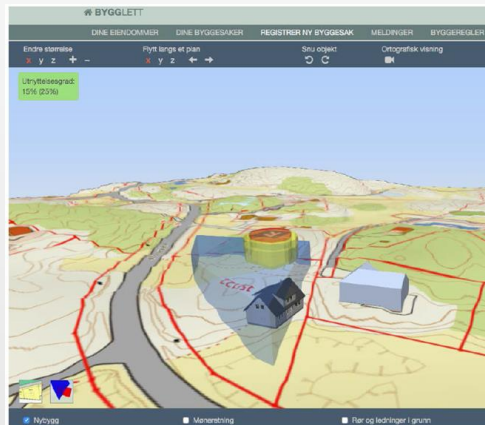 BYGGLETT
DINE EIENDOMMER DINE BYGGESAKER REGISTRER NY BYGGESAK MELDINGER BYGGEREGLER
Endre størrelse Flytt langs et plan Snu objekt Ortografisk visning
x y z + − x y z
Utnyttelsesgrad:
15% (25%)
Nybygg Møneretning Rør og ledninger i grunn